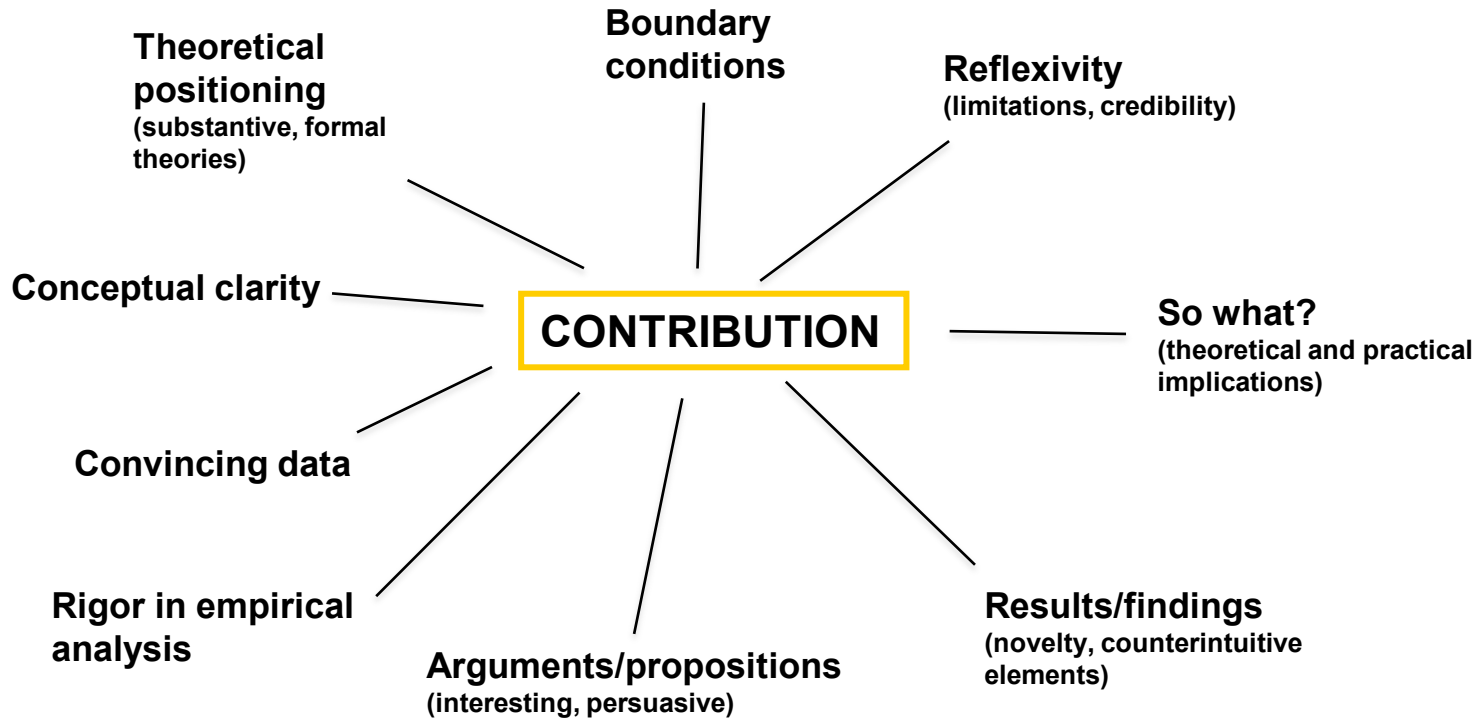 Theoretical
positioning
(substantive, formal
theories)
Boundary
conditions
Reflexivity
(limitations, credibility)
Conceptual clarity
CONTRIBUTION
So what?
(theoretical and practical
implications)
Convincing data
Rigor in empirical
analysis
Arguments/propositions
(interesting, persuasive)
Results/findings
(novelty, counterintuitive
elements)